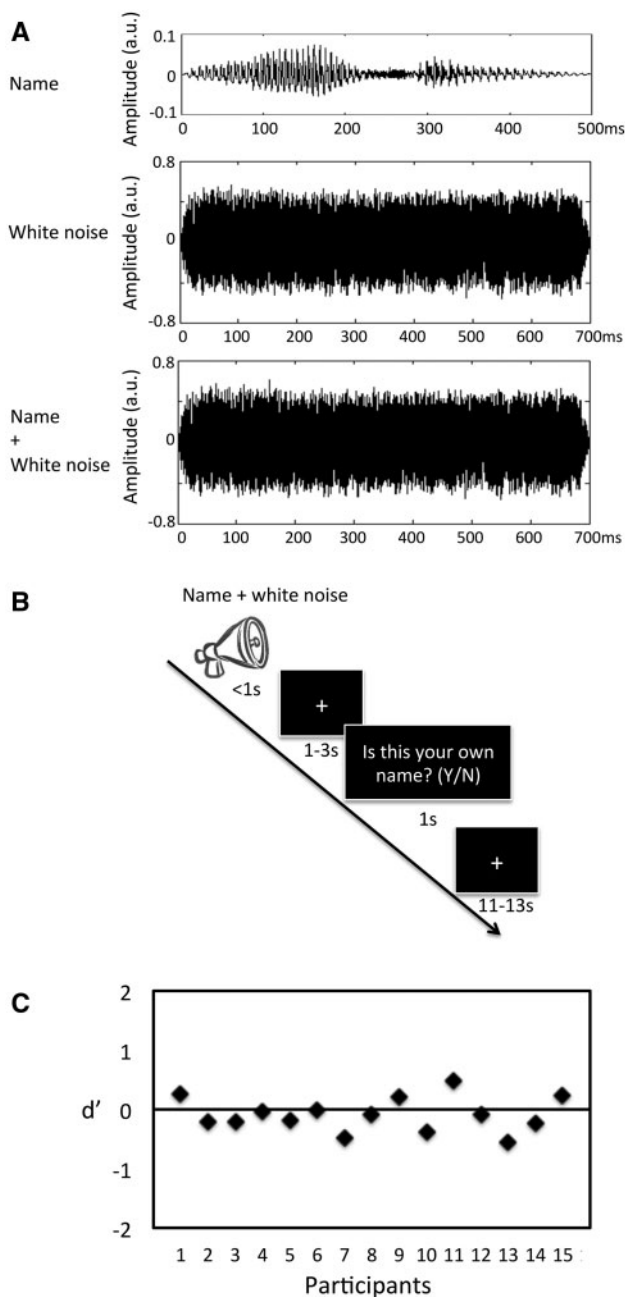 A
Name
Amplitude (a.u.)
0.1
0
-0.1
0 100 200 300 400 500ms
White noise
Amplitude (a.u.)
0.8
0
-0.8
0 100 200 300 400 500 600 700ms
Name
+
White noise
Amplitude (a.u.)
0.8
0
-0.8
0 100 200 300 400 500 600 700ms
B
Name + white noise
<1s
+
1-3s
Is this your own
name? (Y/N)
1s
+
11-13s
C
d'
2
1
0
-1
-2
1 2 3 4 5 6 7 8 9 10 11 12 13 14 15
Participants